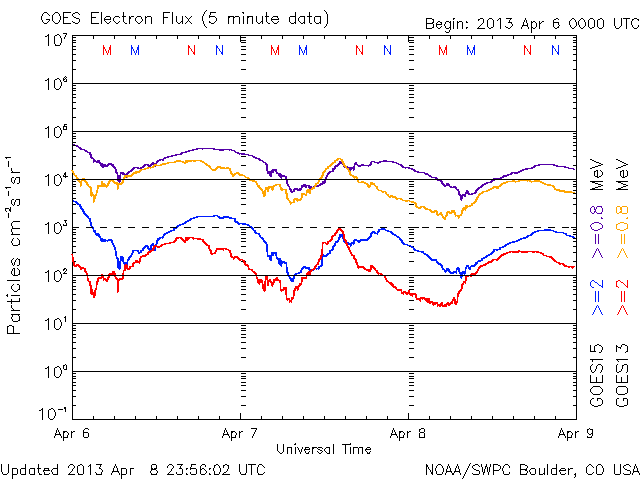 GOES Electron Flux (5 minute data)
Begin: 2013 Apr 6 0000 UTC
M M N N M M N N M M N N
10⁷
10⁶
10⁵
10⁴
10³
10²
10¹
10⁰
10⁻¹
Particles cm⁻²s⁻¹sr⁻¹
Apr 6 Apr 7 Apr 8 Apr 9
Universal Time
GOES15 >=2 >=0.8 MeV
GOES13 >=2 >=0.8 MeV
Updated 2013 Apr 8 23:56:02 UTC
NOAA/SWPC Boulder, CO USA